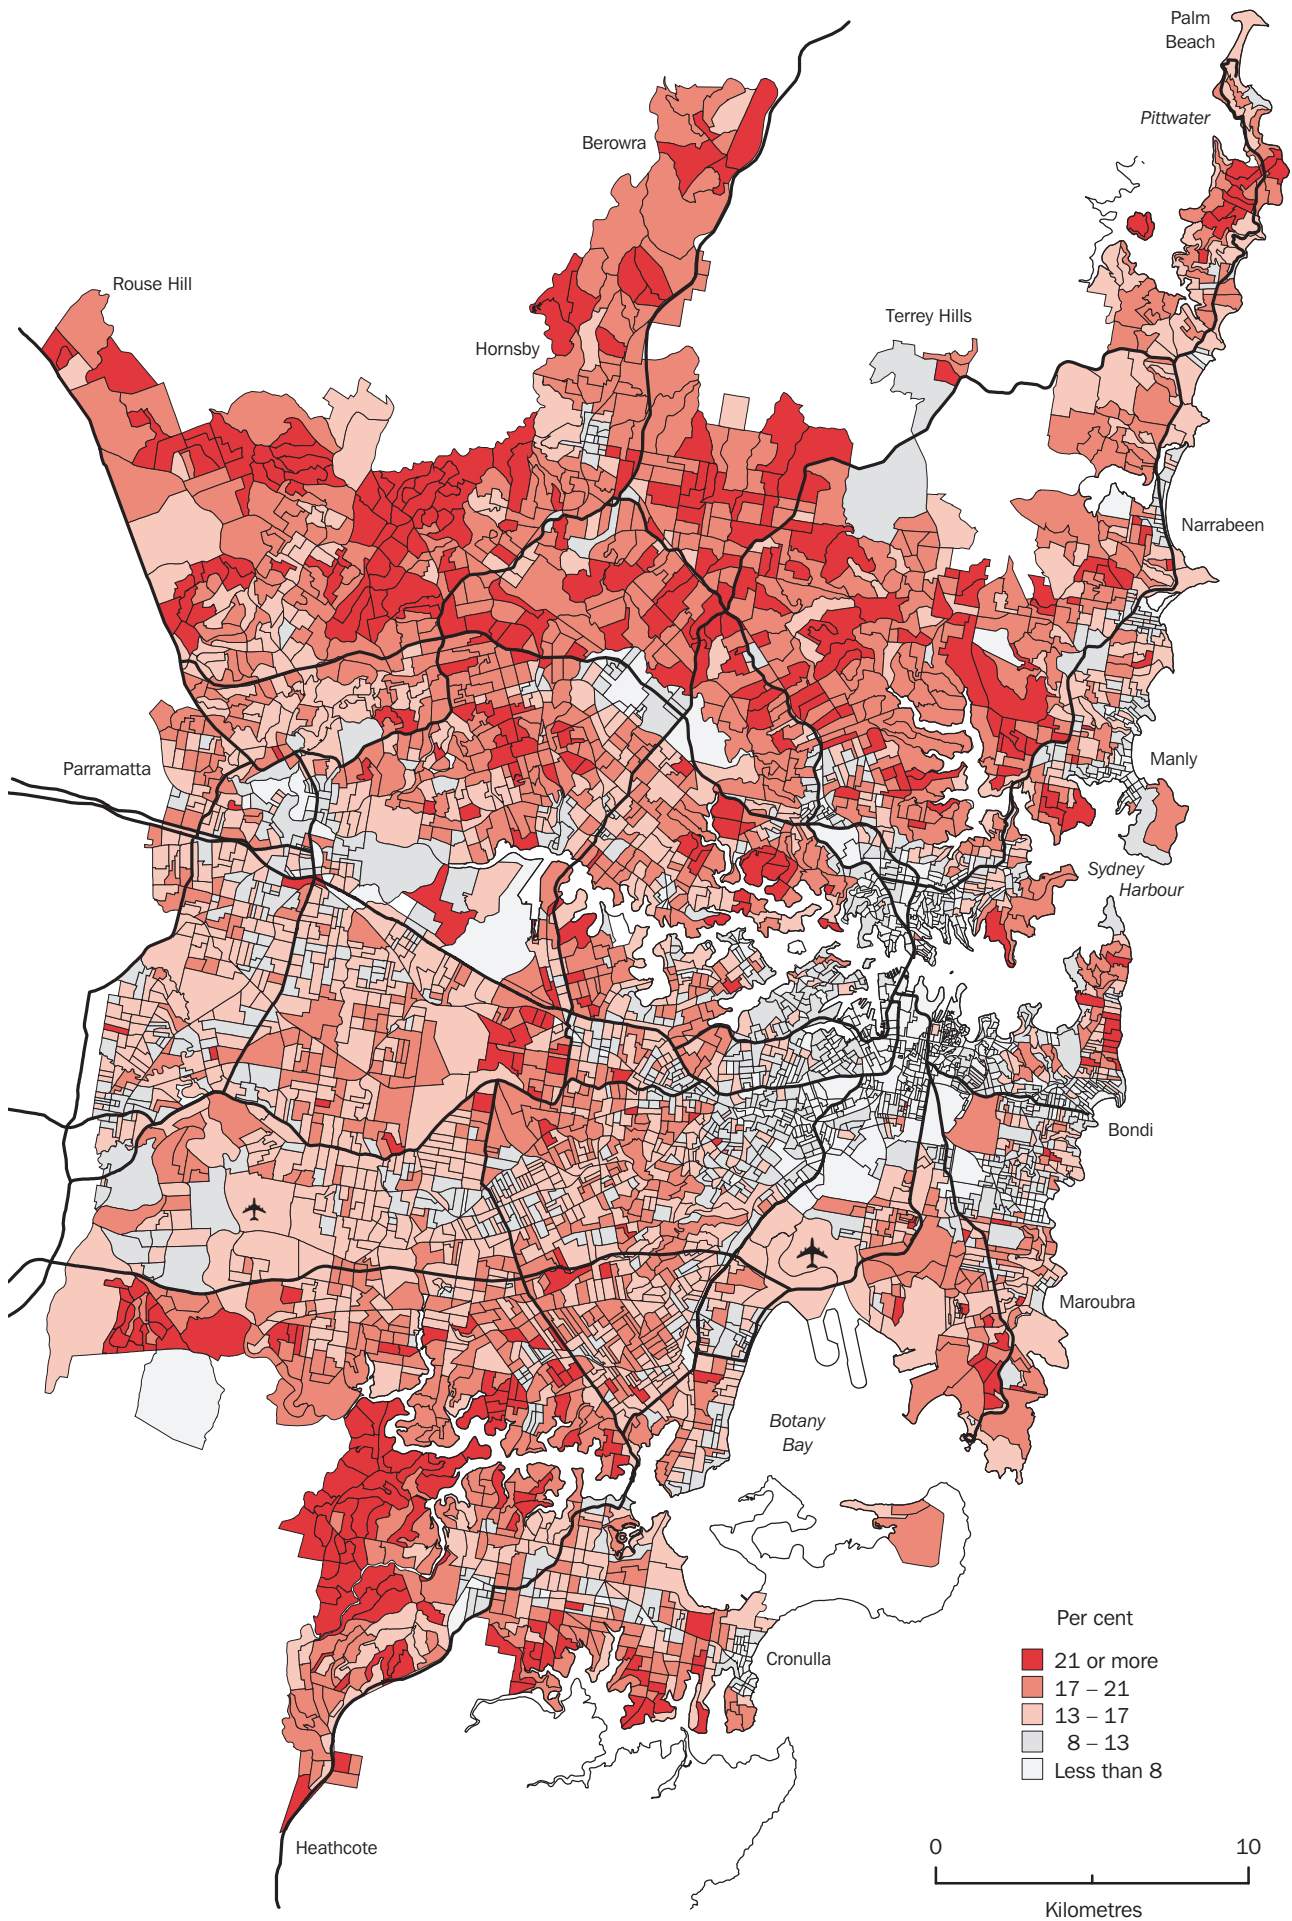 Palm
Beach
Pittwater
Berowra
Rouse Hill
Terrey Hills
Hornsby
Narrabeen
Manly
Parramatta
Sydney
Harbour
Bondi
Maroubra
Botany
Bay
Per cent
21 or more
17 – 21
13 – 17
8 – 13
Less than 8
Cronulla
Heathcote
0 10
Kilometres